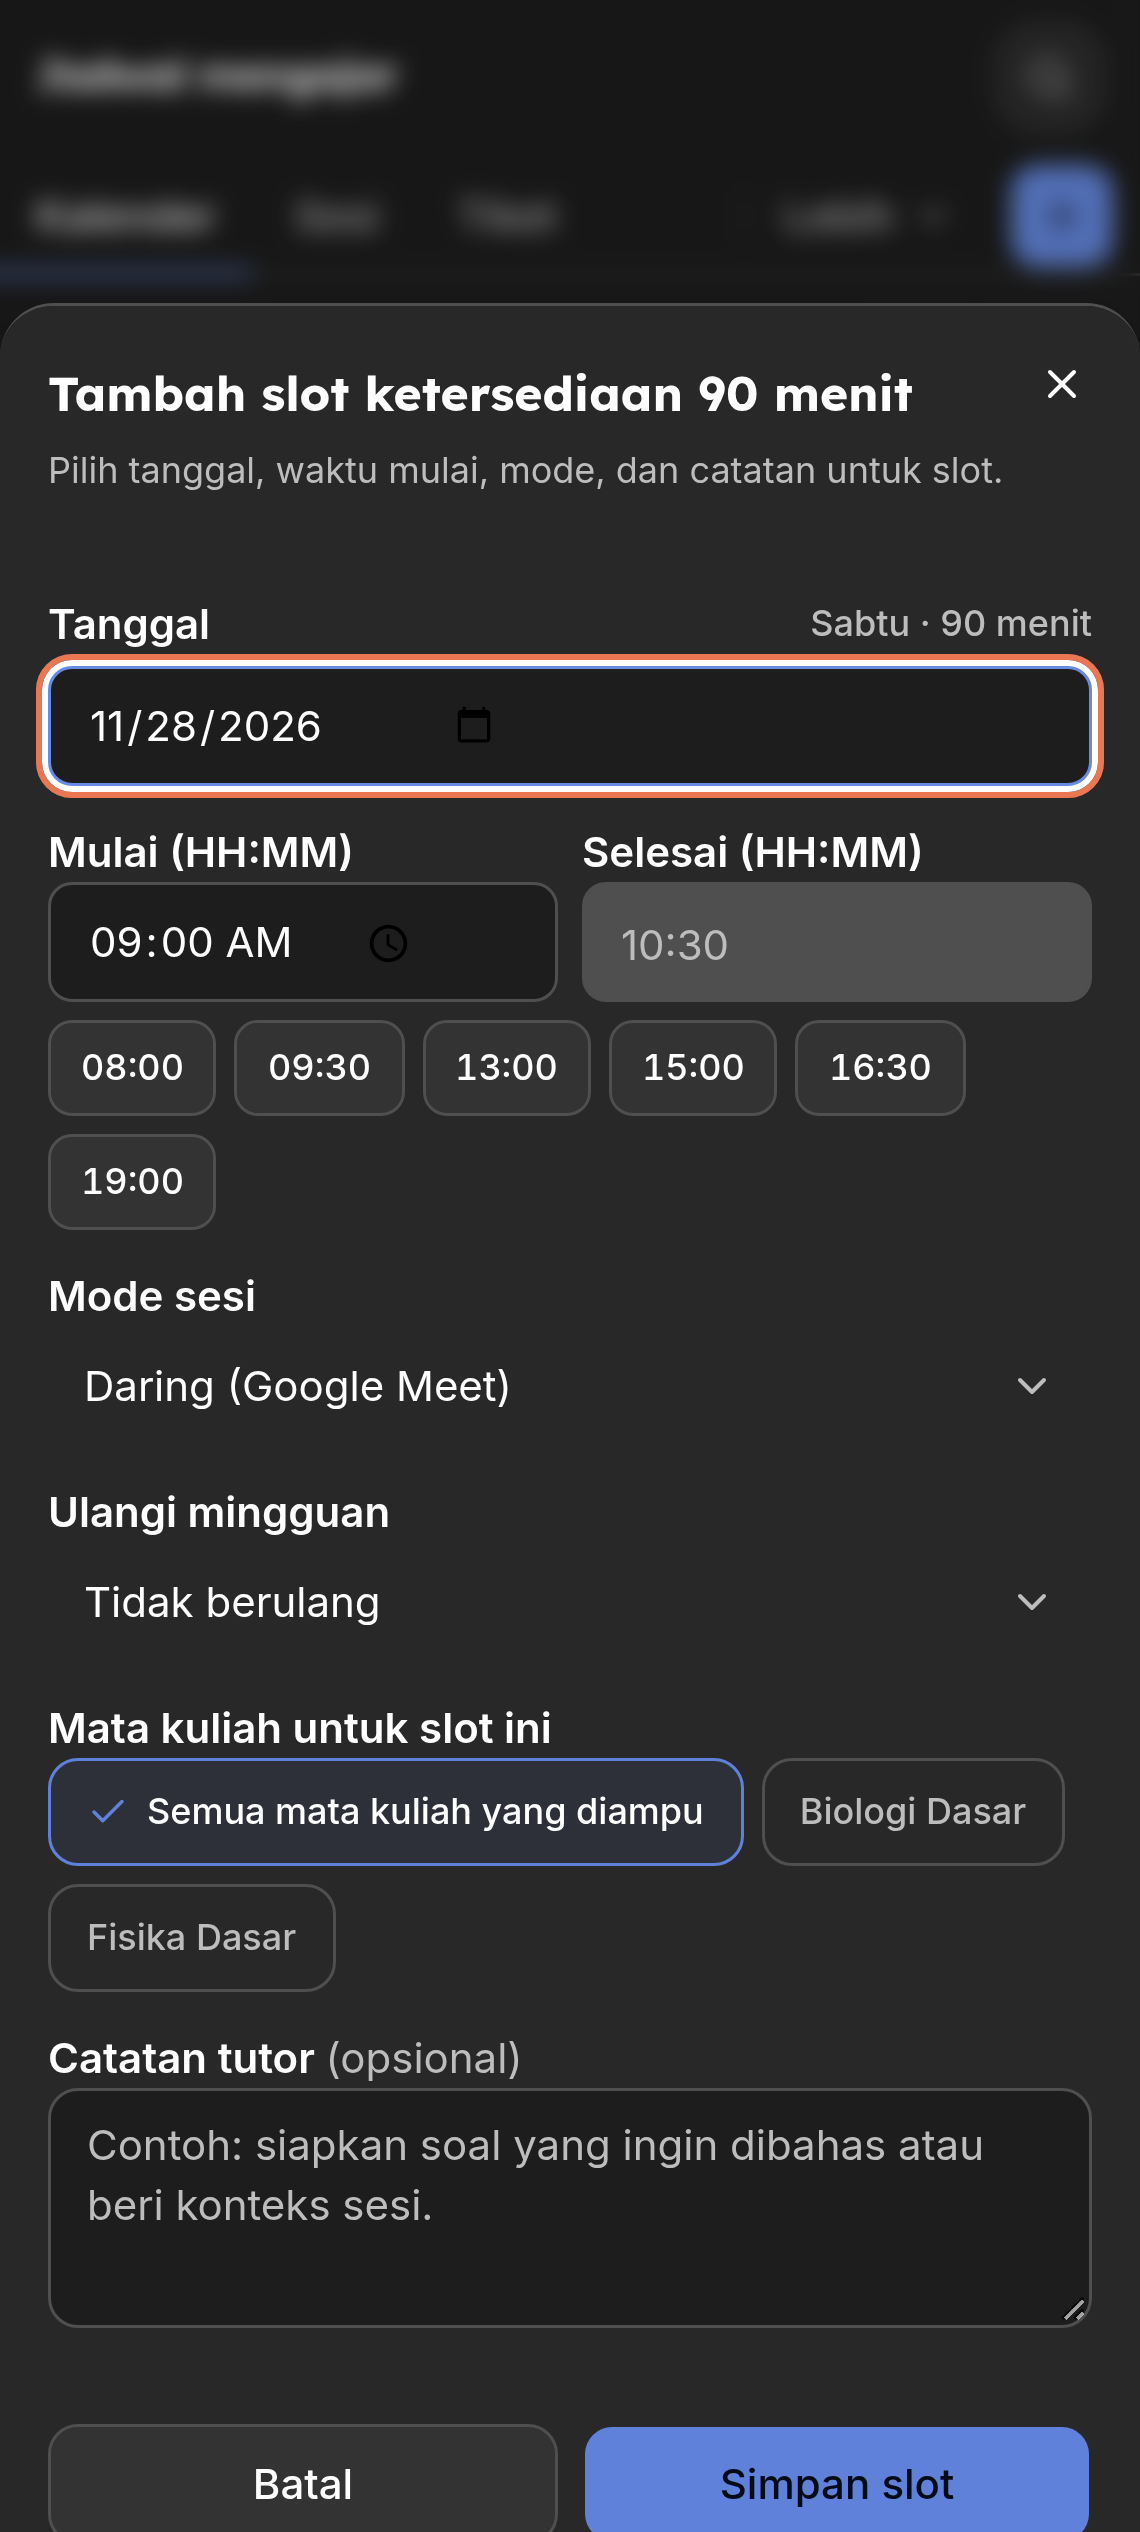 Tambah slot ketersediaan 90 menit
Pilih tanggal, waktu mulai, mode, dan catatan untuk slot.
Tanggal
Sabtu · 90 menit
11/28/2026
Mulai (HH:MM)
Selesai (HH:MM)
09:00 AM
10:30
08:00
09:30
13:00
15:00
16:30
19:00
Mode sesi
Daring (Google Meet)
Ulangi mingguan
Tidak berulang
Mata kuliah untuk slot ini
Semua mata kuliah yang diampu
Biologi Dasar
Fisika Dasar
Catatan tutor (opsional)
Contoh: siapkan soal yang ingin dibahas atau
beri konteks sesi.
Batal
Simpan slot